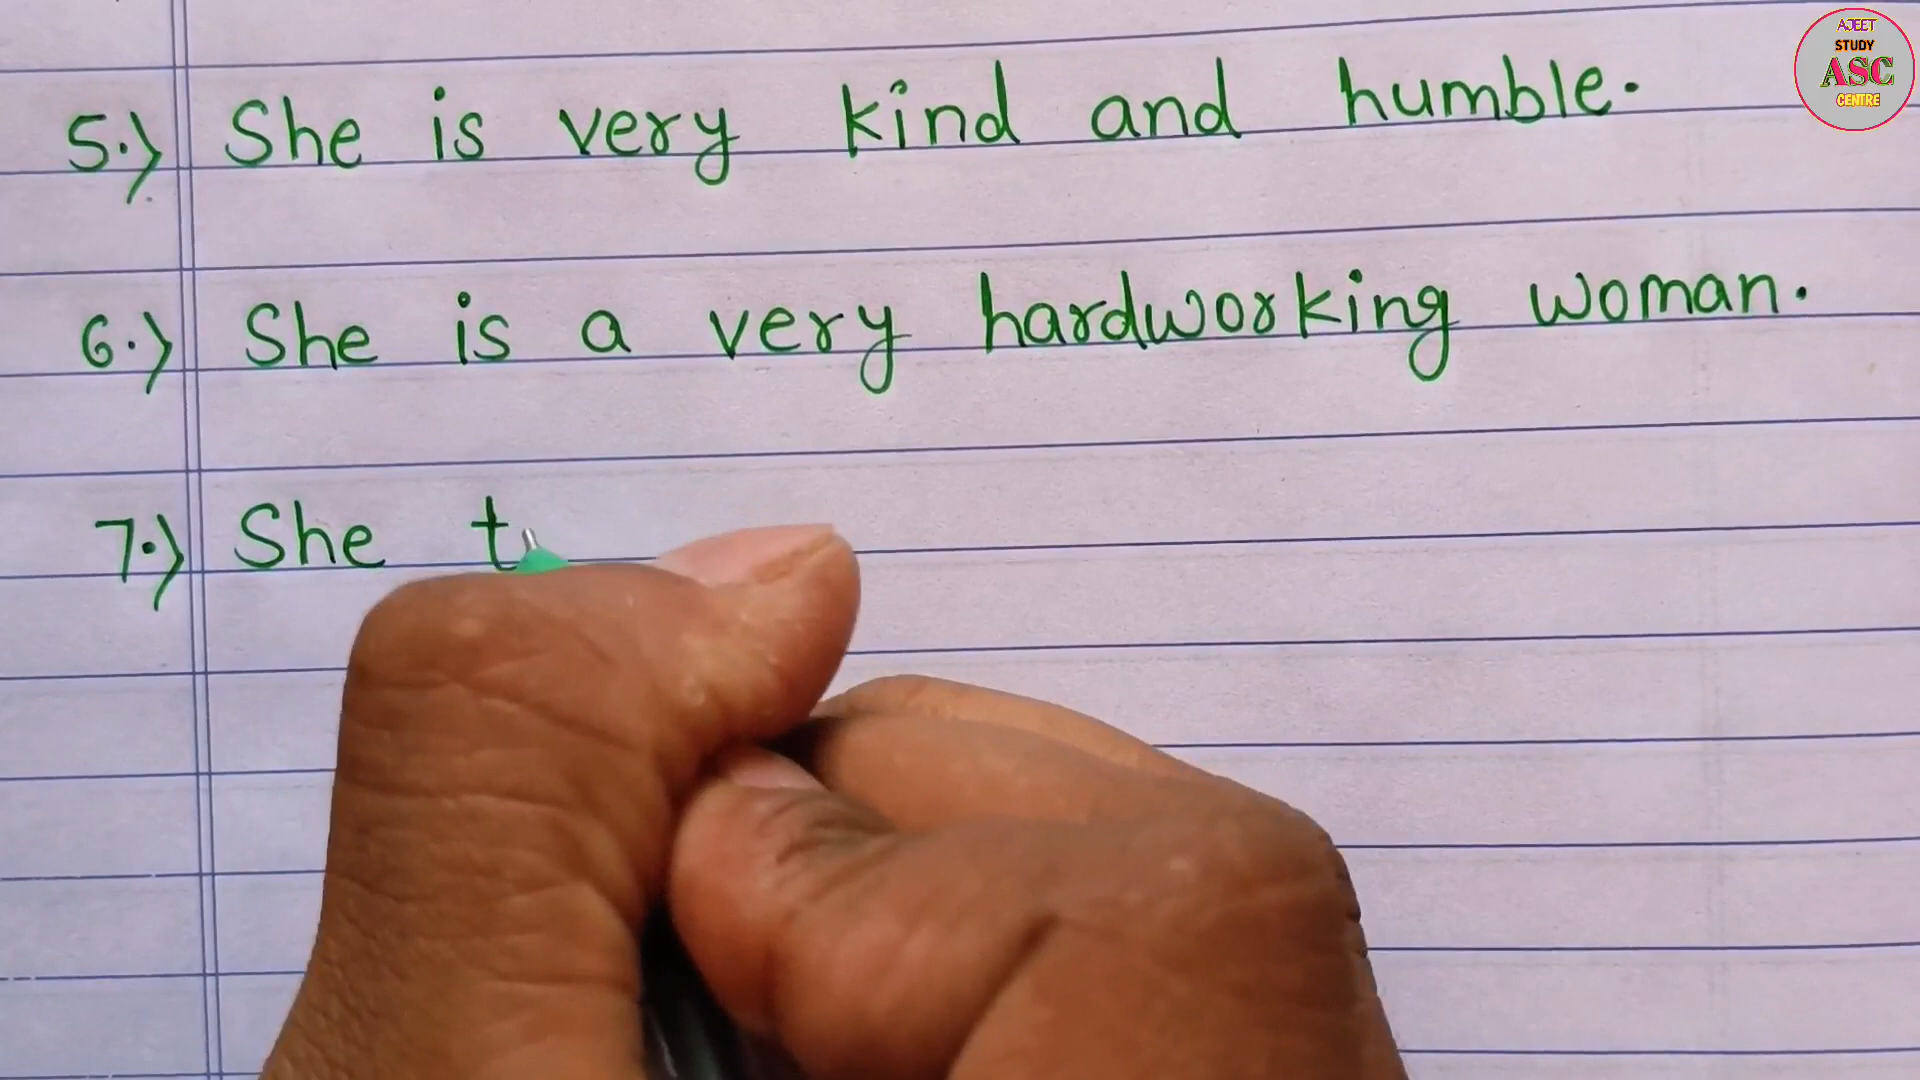 AJEET
STUDY
ASC
CENTRE
5.) She is very kind and humble.
6.) She is a very hardworking woman.
7.) She t